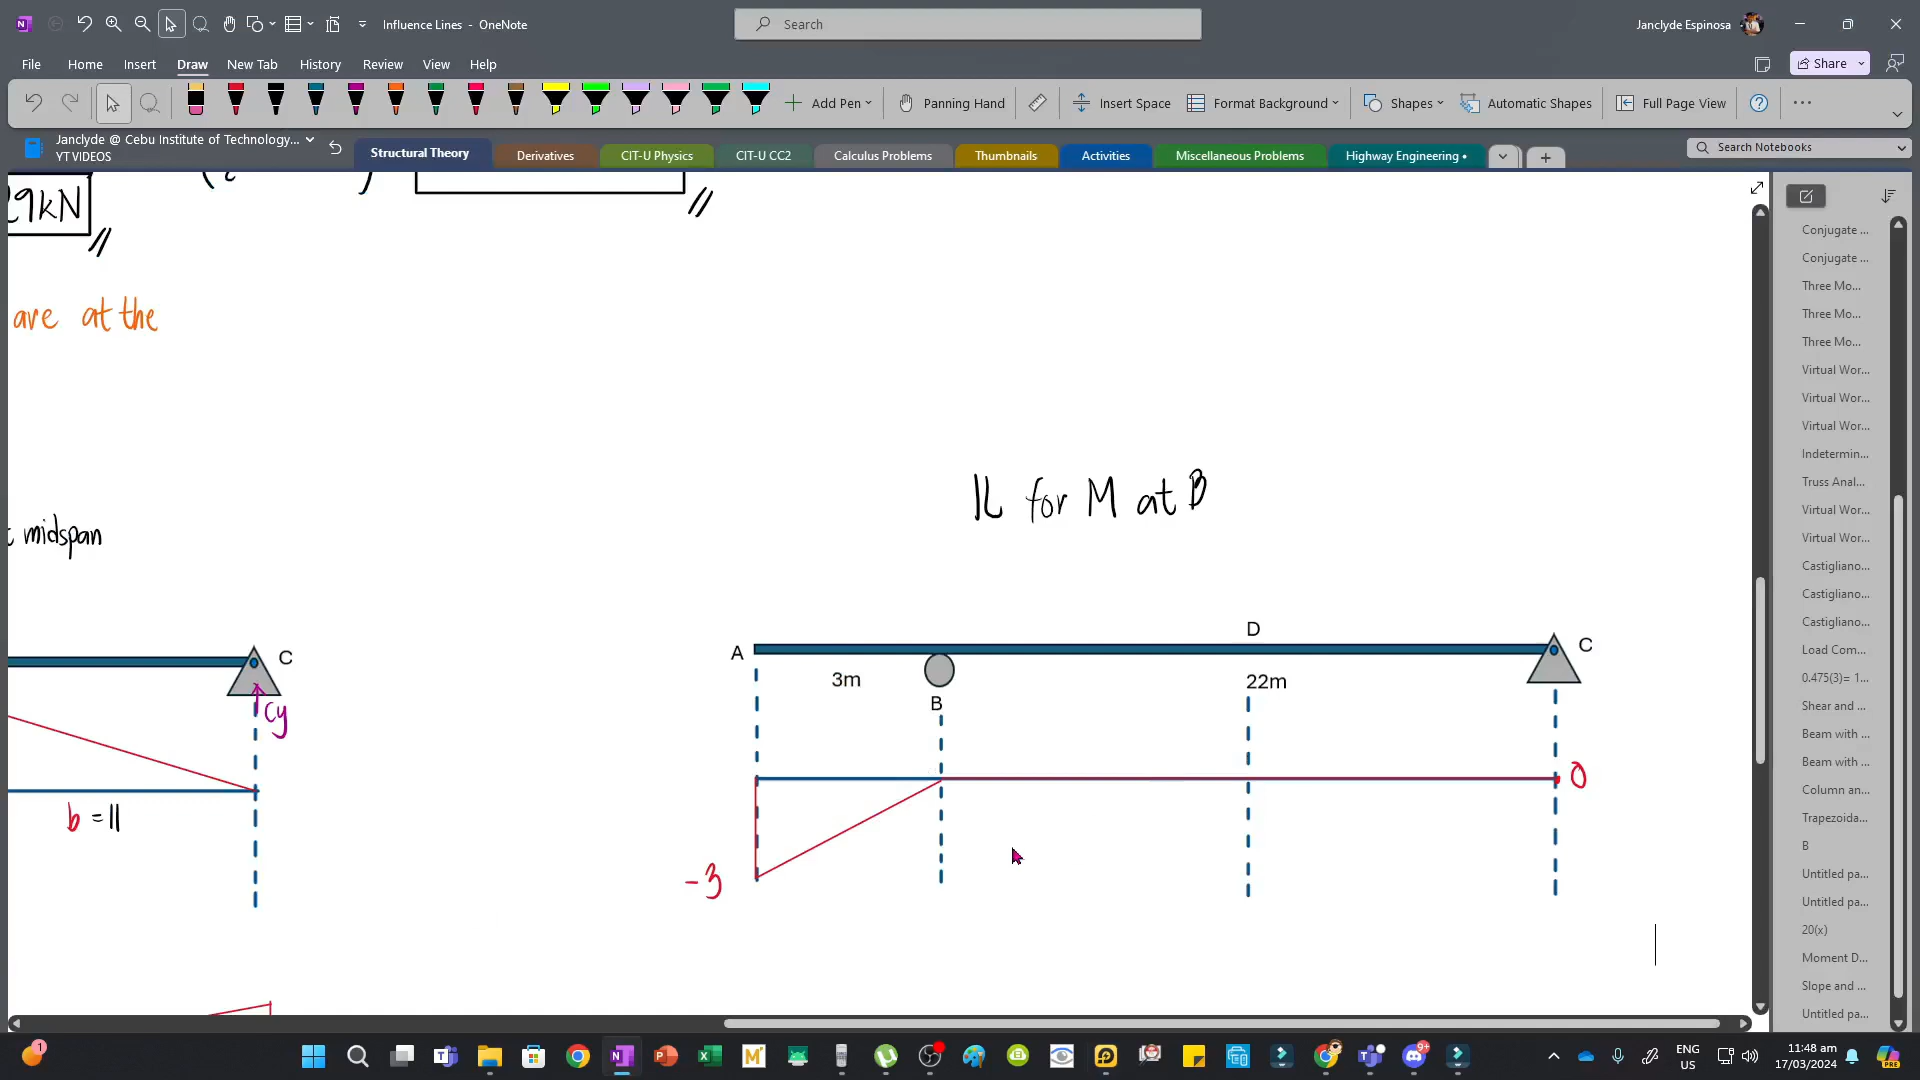 Influence Lines - OneNote
Search
Janclyde Espinosa
File Home Insert Draw New Tab History Review View Help
Share
Add Pen
Panning Hand
Insert Space
Format Background
Shapes
Automatic Shapes
Full Page View
Janclyde @ Cebu Institute of Technology...
YT VIDEOS
Structural Theory
Derivatives
CIT-U Physics
CIT-U CC2
Calculus Problems
Thumbnails
Activities
Miscellaneous Problems
Highway Engineering •
Search Notebooks
29kN
are at the
midspan
C
Cy
b = 11
IL for M at B
A
D
C
3m
22m
B
0
-3
Conjugate ...
Conjugate ...
Three Mo...
Three Mo...
Three Mo...
Virtual Wor...
Virtual Wor...
Virtual Wor...
Indetermin...
Truss Anal...
Virtual Wor...
Virtual Wor...
Castigliano...
Castigliano...
Castigliano...
Load Com...
0.475(3)= 1...
Shear and ...
Beam with ...
Beam with ...
Column an...
Trapezoida...
B
Untitled pa...
Untitled pa...
20(x)
Moment D...
Slope and ...
Untitled pa...
1
9+
ENG
US
11:48 am
17/03/2024
PRE